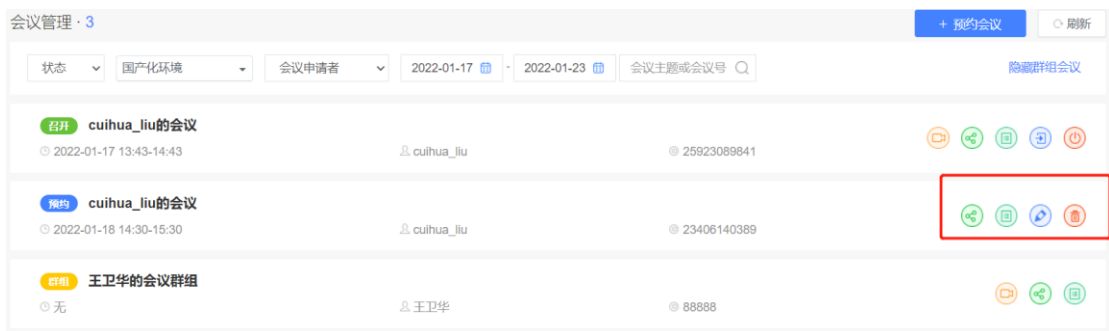 会议管理 · 3
+ 预约会议
刷新
状态 国产化环境 会议申请者 2022-01-17 - 2022-01-23 会议主题或会议号 隐藏群组会议
召开 cuihua_liu的会议
2022-01-17 13:43-14:43 cuihua_liu 25923089841
预约 cuihua_liu的会议
2022-01-18 14:30-15:30 cuihua_liu 23406140389
群组 王卫华的会议群组
无 王卫华 88888